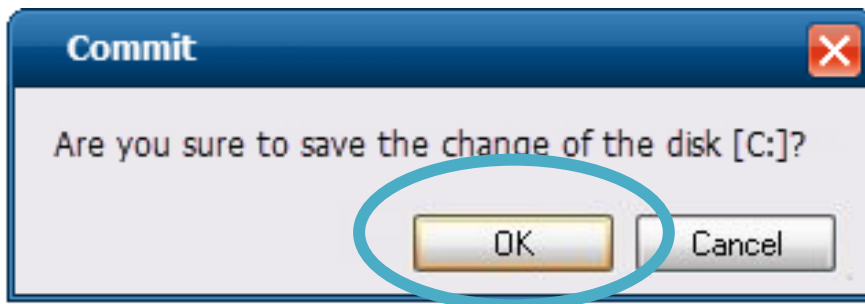 Commit
Are you sure to save the change of the disk [C:]?
OK Cancel